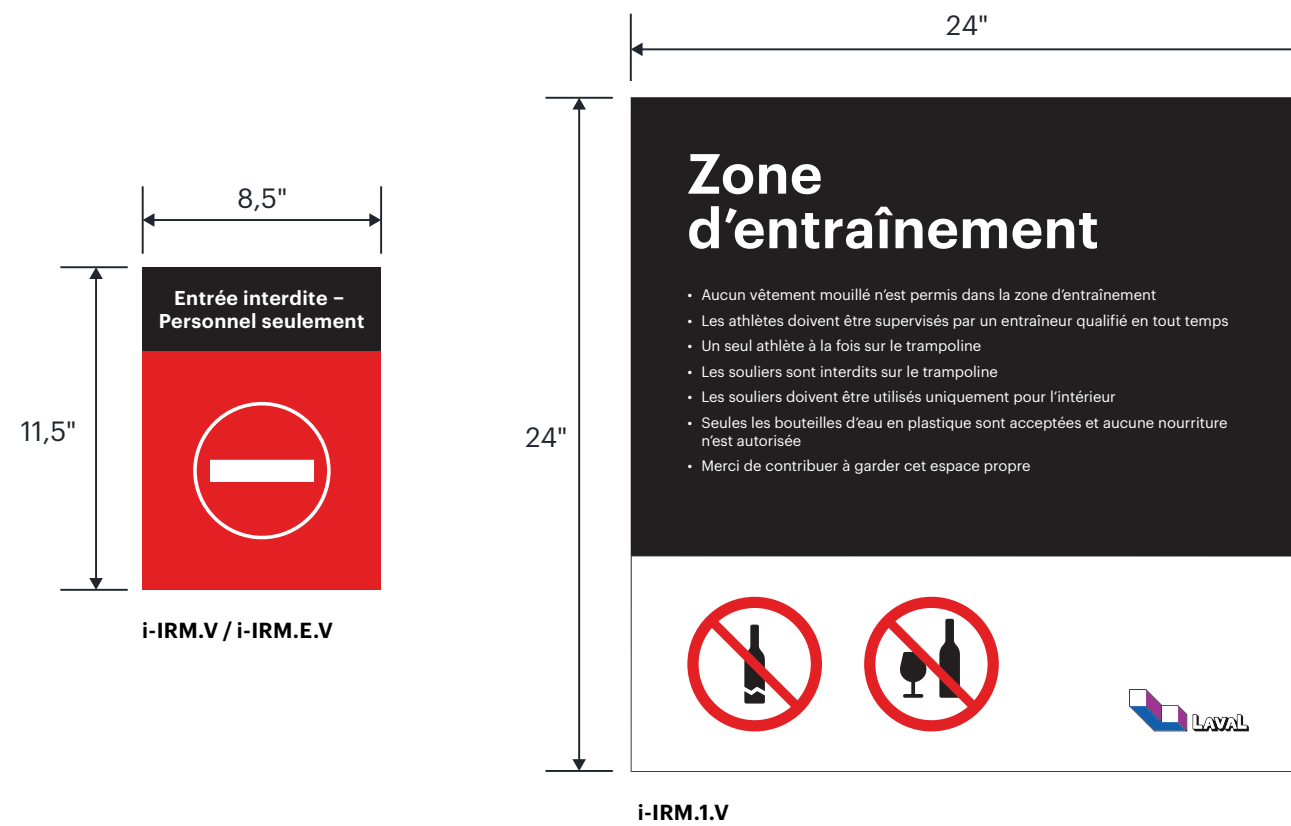 24"
8,5"
11,5"
Entrée interdite –
Personnel seulement
i-IRM.V / i-IRM.E.V
24"
Zone
d’entraînement
• Aucun vêtement mouillé n’est permis dans la zone d’entraînement
• Les athlètes doivent être supervisés par un entraîneur qualifié en tout temps
• Un seul athlète à la fois sur le trampoline
• Les souliers sont interdits sur le trampoline
• Les souliers doivent être utilisés uniquement pour l’intérieur
• Seules les bouteilles d’eau en plastique sont acceptées et aucune nourriture
n’est autorisée
• Merci de contribuer à garder cet espace propre
LAVAL
i-IRM.1.V